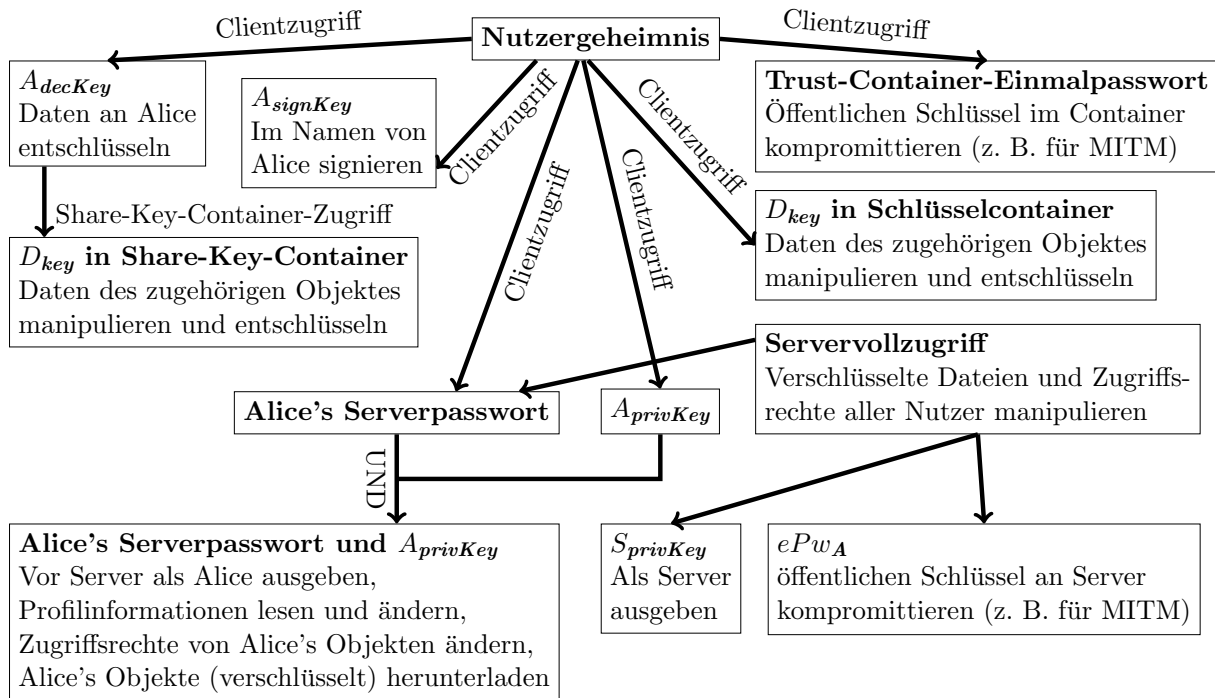 Clientzugriff
Nutzergeheimnis
Clientzugriff
A_decKey
Daten an Alice
entschlüsseln
A_signKey
Im Namen von
Alice signieren
Clientzugriff
Clientzugriff
Clientzugriff
Clientzugriff
Trust-Container-Einmalpasswort
Öffentlichen Schlüssel im Container
kompromittieren (z. B. für MITM)
Share-Key-Container-Zugriff
D_key in Share-Key-Container
Daten des zugehörigen Objektes
manipulieren und entschlüsseln
D_key in Schlüsselcontainer
Daten des zugehörigen Objektes
manipulieren und entschlüsseln
Servervollzugriff
Verschlüsselte Dateien und Zugriffs-
rechte aller Nutzer manipulieren
Alice's Serverpasswort
A_privKey
UND
Alice's Serverpasswort und A_privKey
Vor Server als Alice ausgeben,
Profilinformationen lesen und ändern,
Zugriffsrechte von Alice's Objekten ändern,
Alice's Objekte (verschlüsselt) herunterladen
S_privKey
Als Server
ausgeben
ePw_A
öffentlichen Schlüssel an Server
kompromittieren (z. B. für MITM)